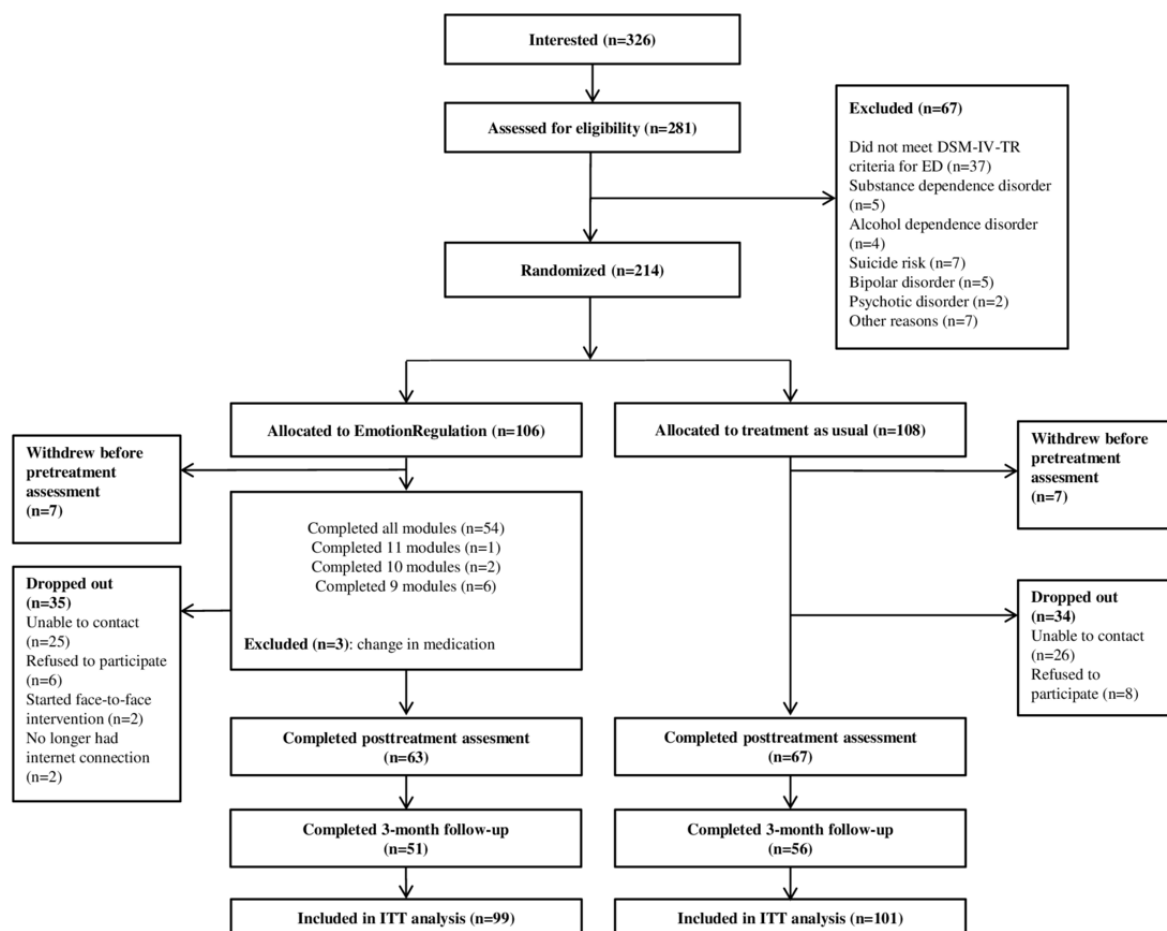 Interested (n=326)
Assessed for eligibility (n=281)
Excluded (n=67)
Did not meet DSM-IV-TR
criteria for ED (n=37)
Substance dependence disorder
(n=5)
Alcohol dependence disorder
(n=4)
Suicide risk (n=7)
Bipolar disorder (n=5)
Psychotic disorder (n=2)
Other reasons (n=7)
Randomized (n=214)
Allocated to EmotionRegulation (n=106)
Allocated to treatment as usual (n=108)
Withdrew before
pretreatment
assessment
(n=7)
Withdrew before
pretreatment
assesment
(n=7)
Completed all modules (n=54)
Completed 11 modules (n=1)
Completed 10 modules (n=2)
Completed 9 modules (n=6)
Excluded (n=3): change in medication
Dropped out
(n=35)
Unable to contact
(n=25)
Refused to participate
(n=6)
Started face-to-face
intervention (n=2)
No longer had
internet connection
(n=2)
Dropped out
(n=34)
Unable to contact
(n=26)
Refused to
participate (n=8)
Completed posttreatment assesment
(n=63)
Completed posttreatment assessment
(n=67)
Completed 3-month follow-up
(n=51)
Completed 3-month follow-up
(n=56)
Included in ITT analysis (n=99)
Included in ITT analysis (n=101)